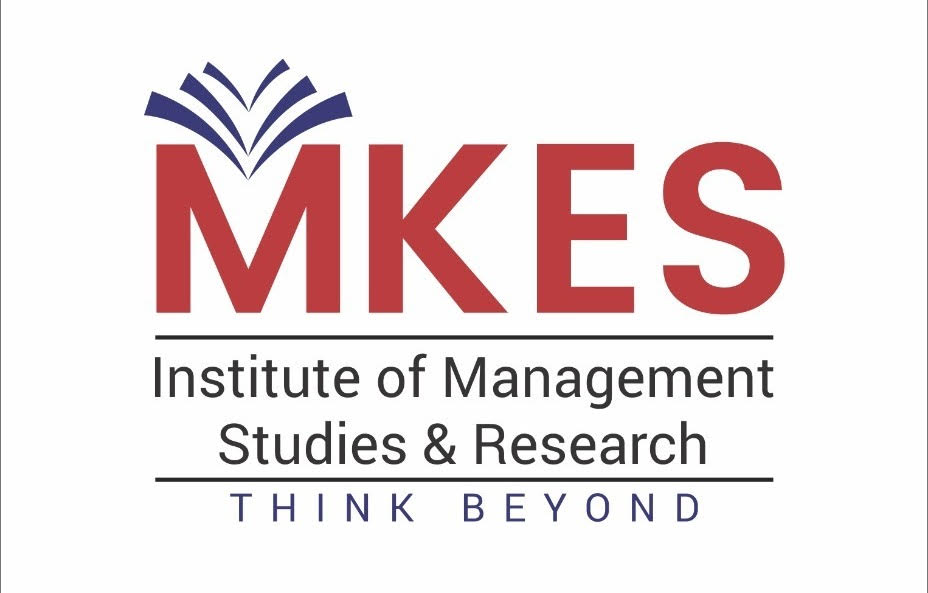 MKES
Institute of Management
Studies & Research
THINK BEYOND